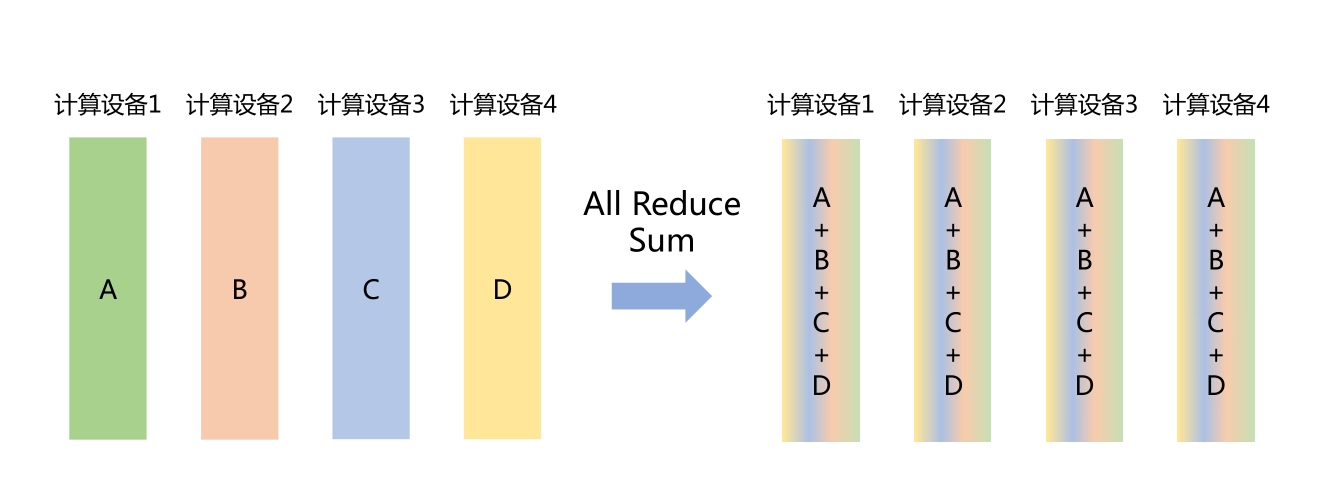 计算设备1 计算设备2 计算设备3 计算设备4
A B C D
All Reduce
Sum
计算设备1 计算设备2 计算设备3 计算设备4
A A A A
+ + + +
B B B B
+ + + +
C C C C
+ + + +
D D D D